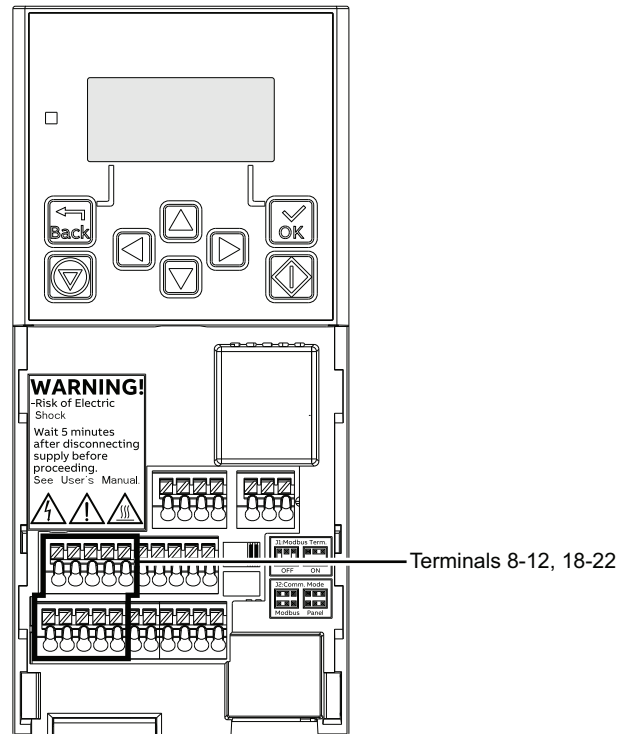 Back
OK
WARNING!
-Risk of Electric
Shock
Wait 5 minutes
after disconnecting
supply before
proceeding.
See User's Manual.
J1:Modbus Term.
OFF ON
Terminals 8-12, 18-22
J2:Comm. Mode
Modbus Panel